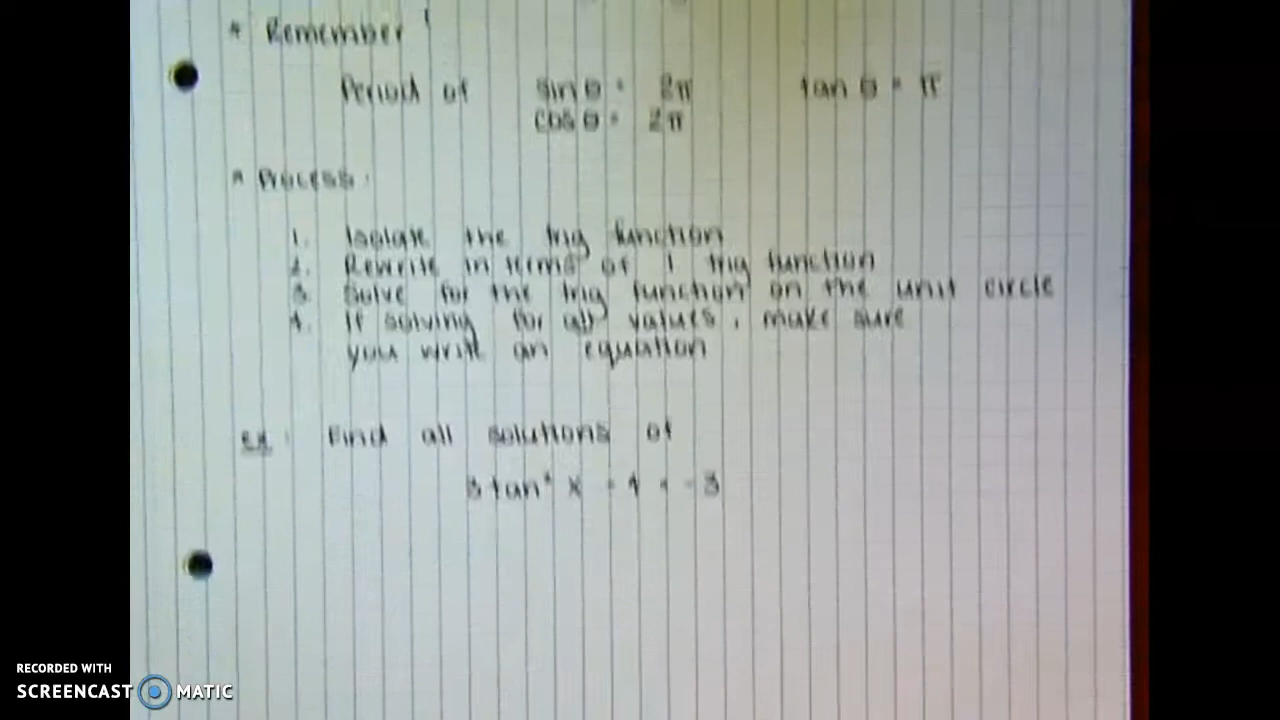 * Remember!
Period of sin θ = 2π tan θ = π
cos θ = 2π
* Process:
1. Isolate the trig function
2. Rewrite in terms of 1 trig function
3. Solve for the trig function on the unit circle
4. If solving for all values, make sure
you write an equation
Ex: Find all solutions of
3 tan² x - 4 = -3
RECORDED WITH
SCREENCAST MATIC